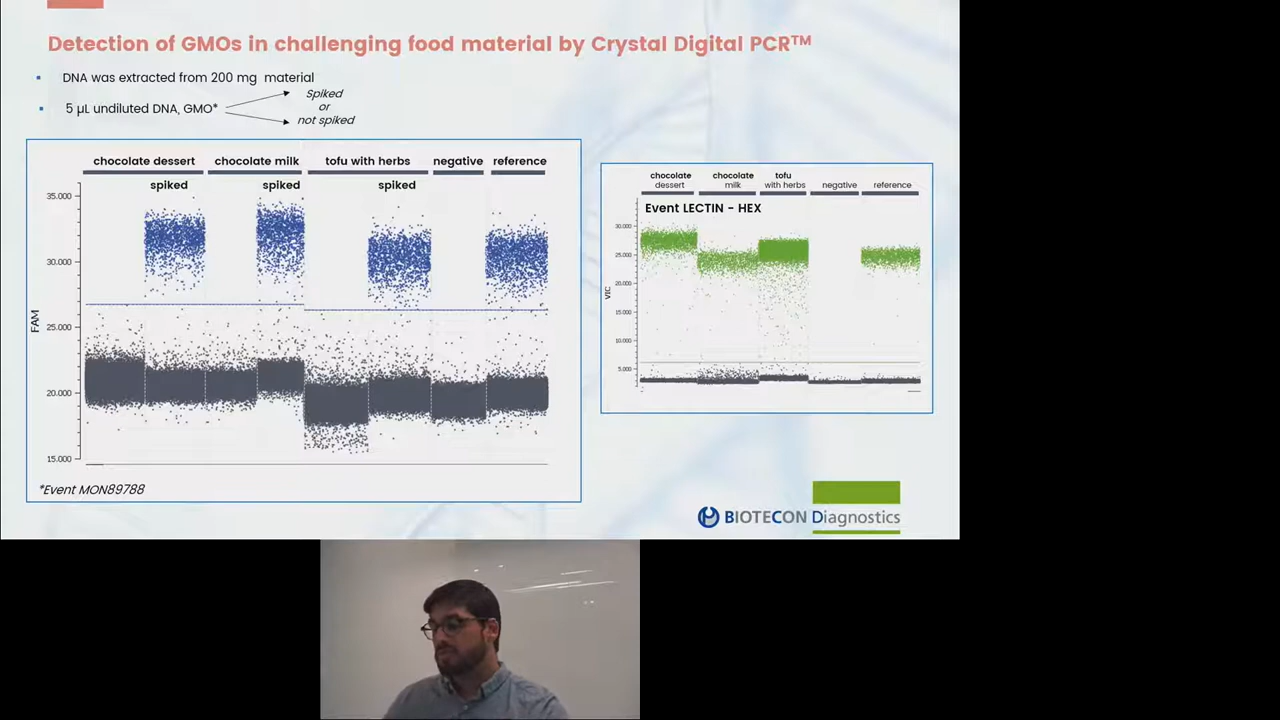 Detection of GMOs in challenging food material by Crystal Digital PCR™
DNA was extracted from 200 mg material
5 µL undiluted DNA, GMO*
Spiked
or
not spiked
chocolate dessert chocolate milk tofu with herbs negative reference
spiked spiked spiked
35.000
30.000
25.000
20.000
15.000
FAM
*Event MON89788
chocolate dessert
chocolate milk
tofu with herbs
negative
reference
Event LECTIN - HEX
30.000
25.000
20.000
15.000
10.000
5.000
VIC
BIOTECON Diagnostics